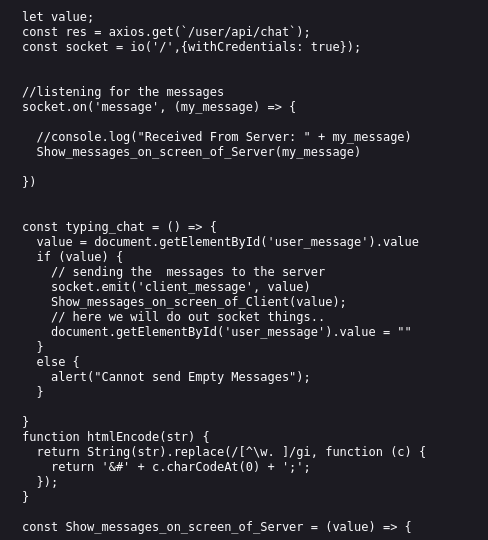 let value;
const res = axios.get(`/user/api/chat`);
const socket = io('/',{withCredentials: true});
//listening for the messages
socket.on('message', (my_message) => {
//console.log("Received From Server: " + my_message)
Show_messages_on_screen_of_Server(my_message)
})
const typing_chat = () => {
value = document.getElementById('user_message').value
if (value) {
// sending the  messages to the server
socket.emit('client_message', value)
Show_messages_on_screen_of_Client(value);
// here we will do out socket things..
document.getElementById('user_message').value = ""
}
else {
alert("Cannot send Empty Messages");
}
}
function htmlEncode(str) {
return String(str).replace(/[^\w. ]/gi, function (c) {
return '&#' + c.charCodeAt(0) + ';';
});
}
const Show_messages_on_screen_of_Server = (value) => {